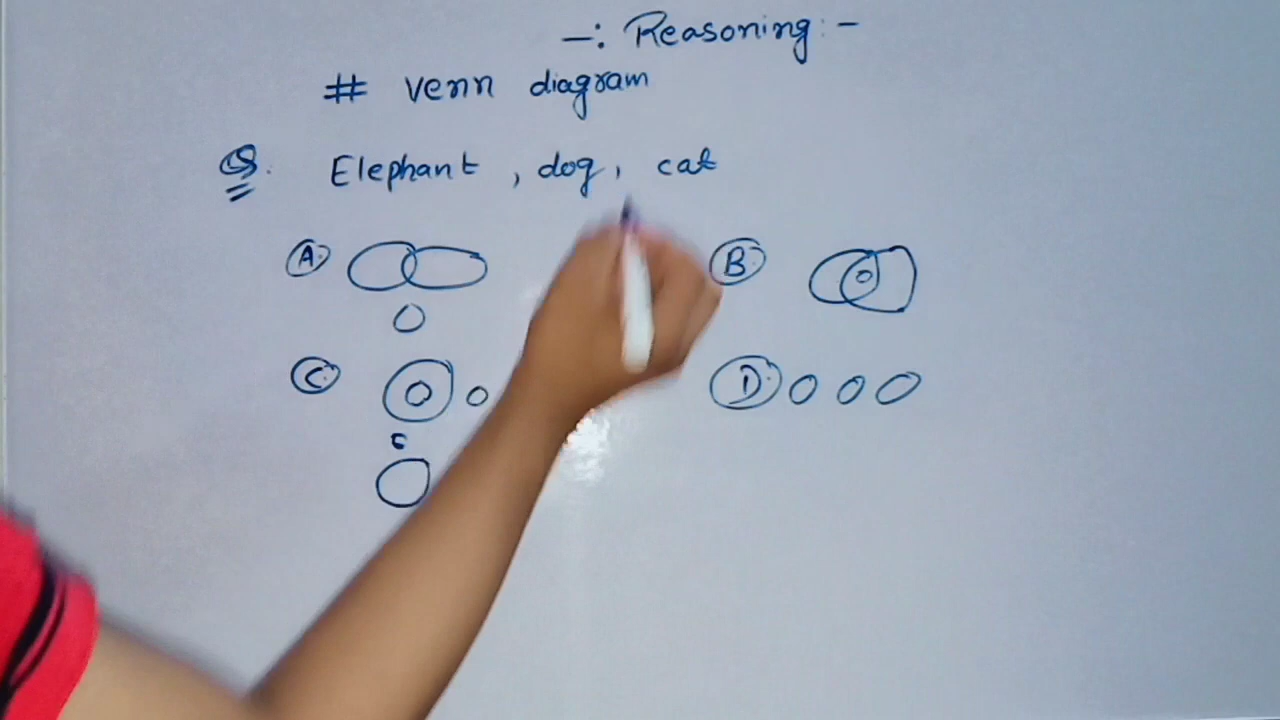 -: Reasoning :-
# venn diagram
Q. Elephant, dog, cat
A.
B.
C.
D.